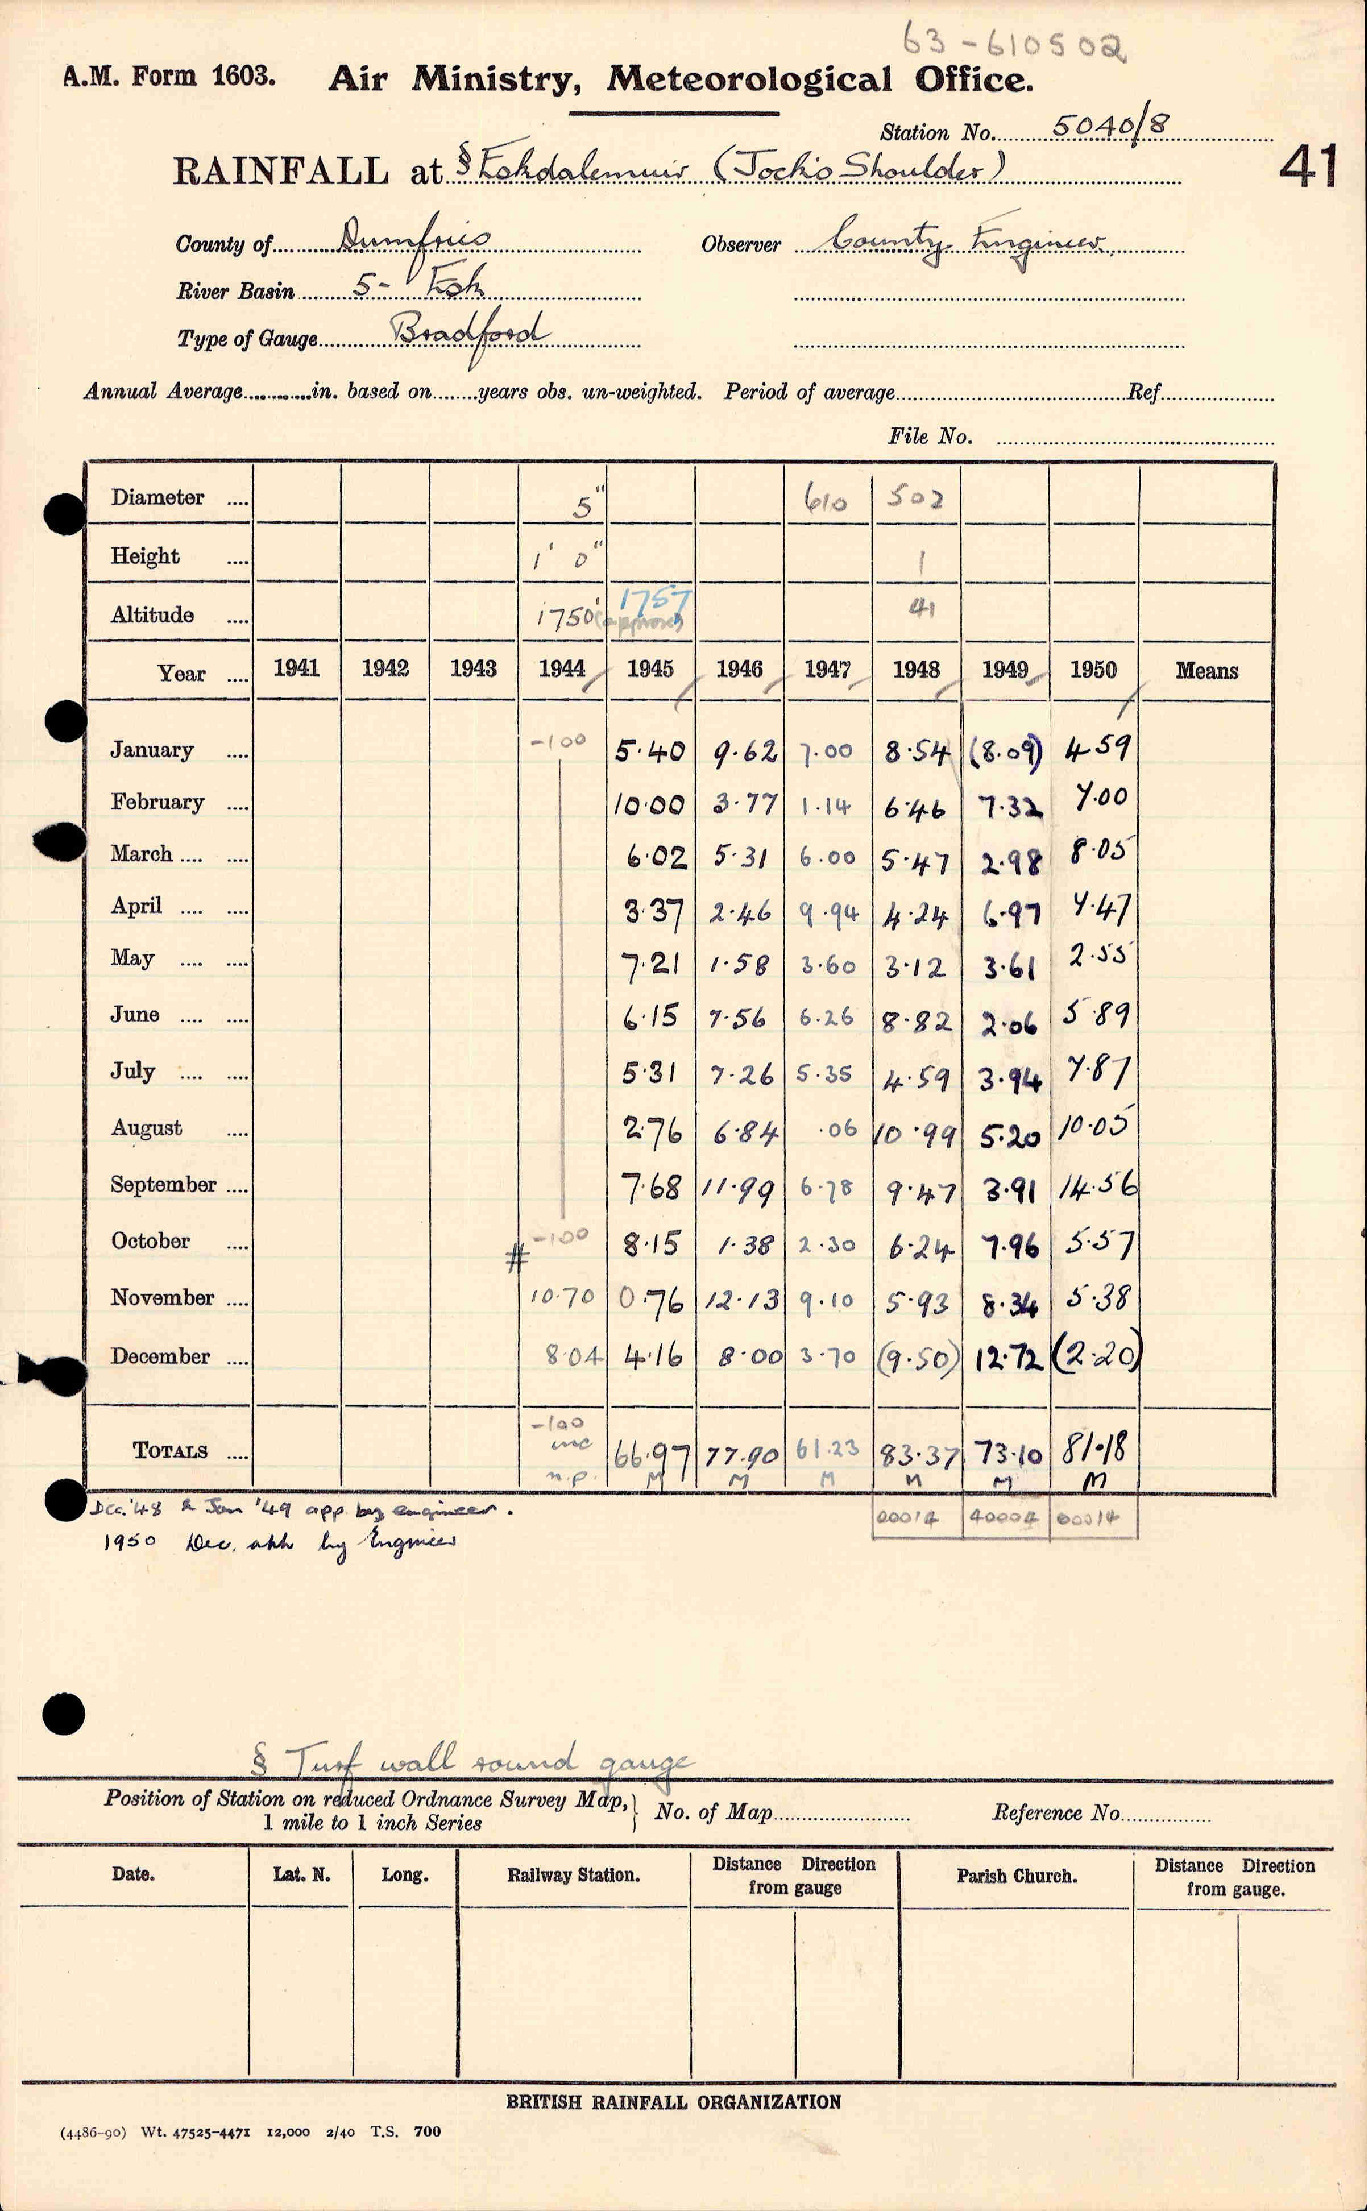 63-610502
A.M. Form 1603. Air Ministry, Meteorological Office.
Station No. 5040/8
RAINFALL at § Eskdalemuir (Jock's Shoulder) 41
County of Dumfries Observer County Engineer
River Basin 5- Esk
Type of Gauge Bradford
Annual Average in. based on years obs. un-weighted. Period of average Ref.
File No.
Diameter 5" 610 502
Height 1' 0" 1
Altitude 1750' (approx) 1757 41
Year 1941 1942 1943 1944 1945 1946 1947 1948 1949 1950 Means
January -100 5.40 9.62 7.00 8.54 (8.09) 4.59
February 10.00 3.77 1.14 6.46 7.32 7.00
March 6.02 5.31 6.00 5.47 2.98 8.05
April 3.37 2.46 9.94 4.24 6.97 7.47
May 7.21 1.58 3.60 3.12 3.61 2.55
June 6.15 7.56 6.26 8.82 2.06 5.89
July 5.31 7.26 5.35 4.59 3.94 7.87
August 2.76 6.84 .06 10.99 5.20 10.05
September 7.68 11.99 6.78 9.47 3.91 14.56
October # -100 8.15 1.38 2.30 6.24 7.96 5.57
November 10.70 0.76 12.13 9.10 5.93 8.34 5.38
December 8.04 4.16 8.00 3.70 (9.50) 12.72 (2.20)
-100
TOTALS inc 66.97 77.90 61.23 83.37 73.10 81.18
n.p. M M M M M M
Dec. '48 & Jan '49 app by engineer. 00014 40004 60014
1950 Dec. by Engineer
§ Turf wall round gauge
Position of Station on reduced Ordnance Survey Map, No. of Map Reference No.
1 mile to 1 inch Series
Date. Lat. N. Long. Railway Station. Distance Direction from gauge Parish Church. Distance Direction from gauge.
BRITISH RAINFALL ORGANIZATION
(4486-90) Wt. 47525-4471 12,000 2/40 T.S. 700